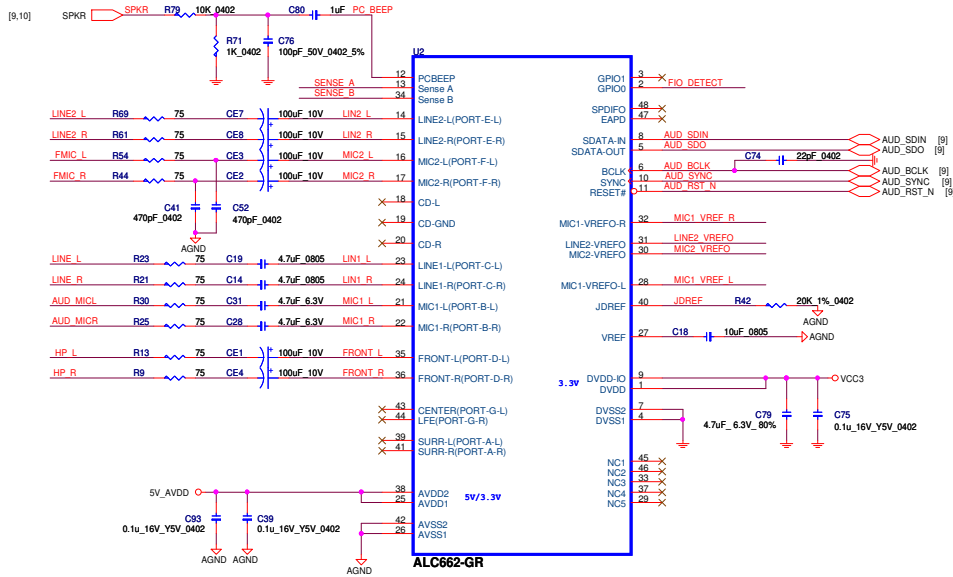 [9,10] SPKR SPKR R79 10K_0402 C80 1uF PC_BEEP
R71 1K_0402
C76 100pF_50V_0402_5%
U2
12 PCBEEP
SENSE_A 13 Sense A
SENSE_B 34 Sense B
LINE2_L R69 75 CE7 100uF_10V LIN2_L 14 LINE2-L(PORT-E-L)
LINE2_R R61 75 CE8 100uF_10V LIN2_R 15 LINE2-R(PORT-E-R)
FMIC_L R54 75 CE3 100uF_10V MIC2_L 16 MIC2-L(PORT-F-L)
FMIC_R R44 75 CE2 100uF_10V MIC2_R 17 MIC2-R(PORT-F-R)
C41 470pF_0402
C52 470pF_0402
AGND
18 CD-L
19 CD-GND
20 CD-R
LINE_L R23 75 C19 4.7uF_0805 LIN1_L 23 LINE1-L(PORT-C-L)
LINE_R R21 75 C14 4.7uF_0805 LIN1_R 24 LINE1-R(PORT-C-R)
AUD_MICL R30 75 C31 4.7uF_6.3V MIC1_L 21 MIC1-L(PORT-B-L)
AUD_MICR R25 75 C28 4.7uF_6.3V MIC1_R 22 MIC1-R(PORT-B-R)
HP_L R13 75 CE1 100uF_10V FRONT_L 35 FRONT-L(PORT-D-L)
HP_R R9 75 CE4 100uF_10V FRONT_R 36 FRONT-R(PORT-D-R)
43 CENTER(PORT-G-L)
44 LFE(PORT-G-R)
39 SURR-L(PORT-A-L)
41 SURR-R(PORT-A-R)
5V_AVDD 38 AVDD2
25 AVDD1
5V/3.3V
C93 0.1u_16V_Y5V_0402
C39 0.1u_16V_Y5V_0402
AGND AGND
42 AVSS2
26 AVSS1
AGND
ALC662-GR
GPIO1 3
GPIO0 2 FIO_DETECT
SPDIFO 48
EAPD 47
SDATA-IN 8 AUD_SDIN AUD_SDIN [9]
SDATA-OUT 5 AUD_SDO AUD_SDO [9]
C74 22pF_0402
BCLK 6 AUD_BCLK AUD_BCLK [9]
SYNC 10 AUD_SYNC AUD_SYNC [9]
RESET# 11 AUD_RST_N AUD_RST_N [9
MIC1-VREFO-R 32 MIC1_VREF_R
LINE2-VREFO 31 LINE2_VREFO
MIC2-VREFO 30 MIC2_VREFO
MIC1-VREFO-L 28 MIC1_VREF_L
JDREF 40 JDREF R42 20K_1%_0402
AGND
VREF 27 C18 10uF_0805 AGND
3.3V
DVDD-IO 9 VCC3
DVDD 1
DVSS2 7
DVSS1 4
C79 4.7uF_6.3V_80%
C75 0.1u_16V_Y5V_0402
NC1 45
NC2 46
NC3 33
NC4 37
NC5 29